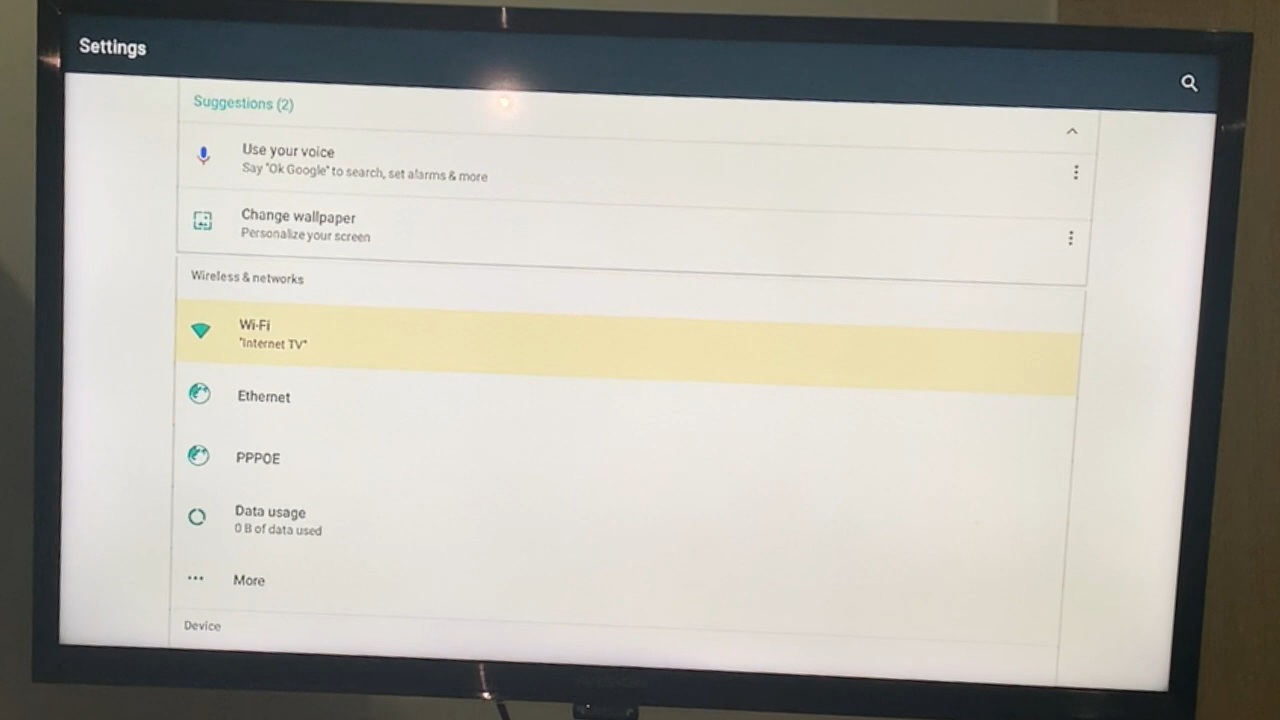 Settings
Suggestions (2)
Use your voice
Say "Ok Google" to search, set alarms & more
Change wallpaper
Personalize your screen
Wireless & networks
Wi-Fi
"Internet TV"
Ethernet
PPPOE
Data usage
0 B of data used
More
Device